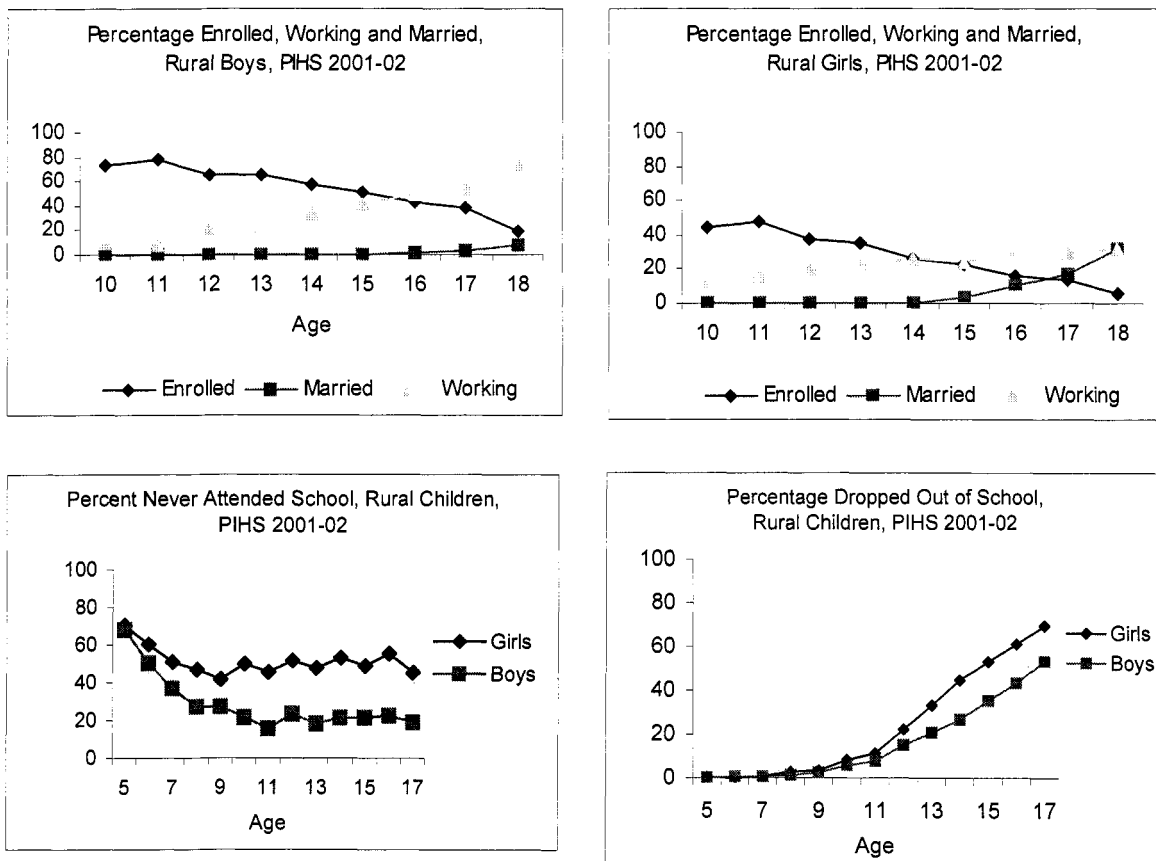 Percentage Enrolled, Working and Married,
Rural Boys, PIHS 2001-02
100
80
60
40
20
0
10 11 12 13 14 15 16 17 18
Age
Enrolled Married Working
Percentage Enrolled, Working and Married,
Rural Girls, PIHS 2001-02
100
80
60
40
20
0
10 11 12 13 14 15 16 17 18
Age
Enrolled Married Working
Percent Never Attended School, Rural Children,
PIHS 2001-02
100
80
60
40
20
0
5 7 9 11 13 15 17
Age
Girls
Boys
Percentage Dropped Out of School,
Rural Children, PIHS 2001-02
100
80
60
40
20
0
5 7 9 11 13 15 17
Age
Girls
Boys